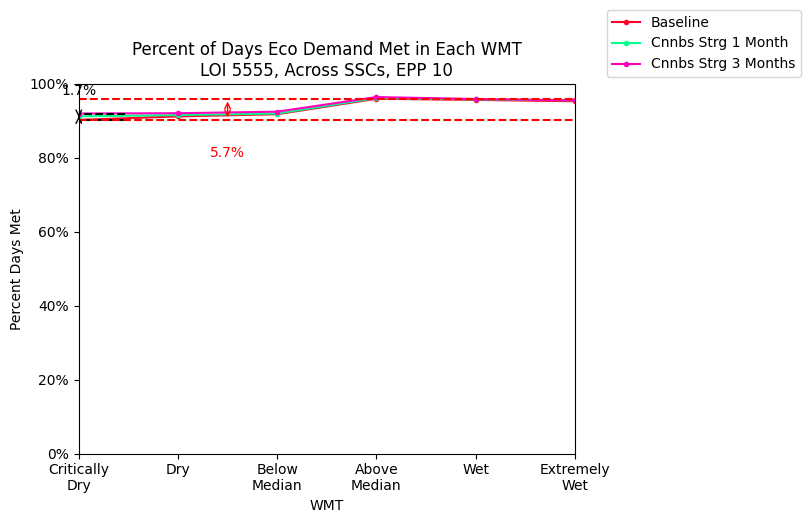 Percent of Days Eco Demand Met in Each WMT
LOI 5555, Across SSCs, EPP 10
Baseline
Cnnbs Strg 1 Month
Cnnbs Strg 3 Months
Percent Days Met
100%
80%
60%
40%
20%
0%
1.7%
5.7%
Critically
Dry
Dry
Below
Median
Above
Median
Wet
Extremely
Wet
WMT